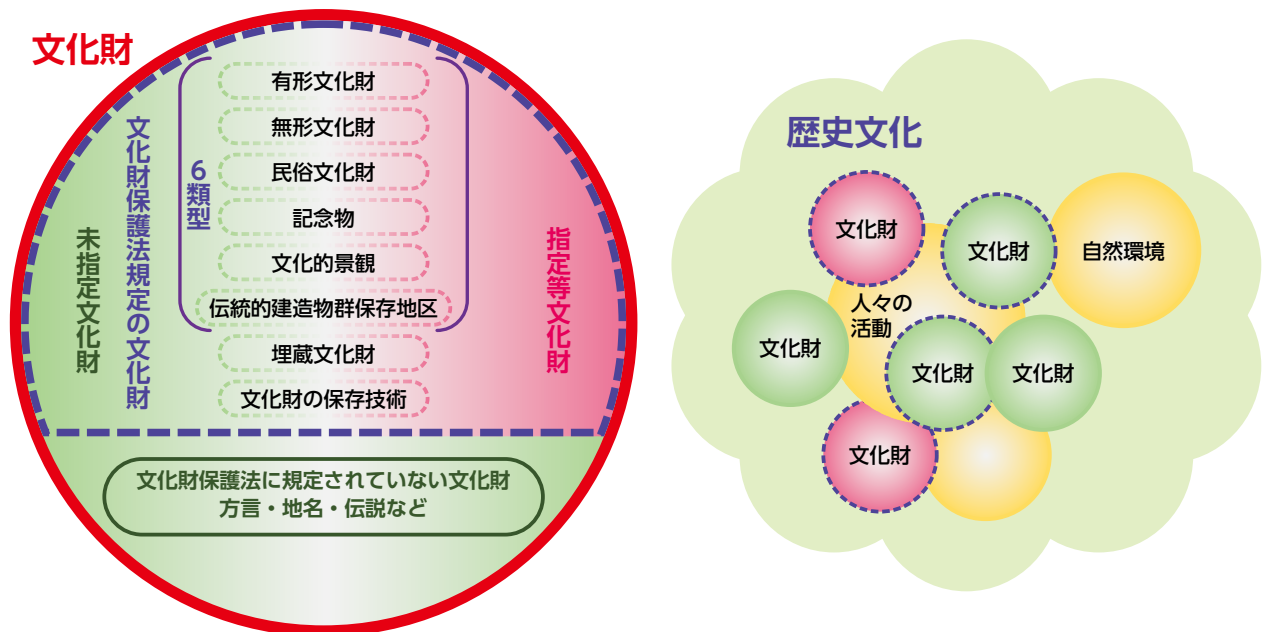 文化財
有形文化財
無形文化財
民俗文化財
記念物
文化的景観
伝統的建造物群保存地区
埋蔵文化財
文化財の保存技術
6類型
文化財保護法規定の文化財
未指定文化財
指定等文化財
文化財保護法に規定されていない文化財
方言・地名・伝説など
歴史文化
文化財
文化財
自然環境
人々の
活動
文化財
文化財
文化財
文化財